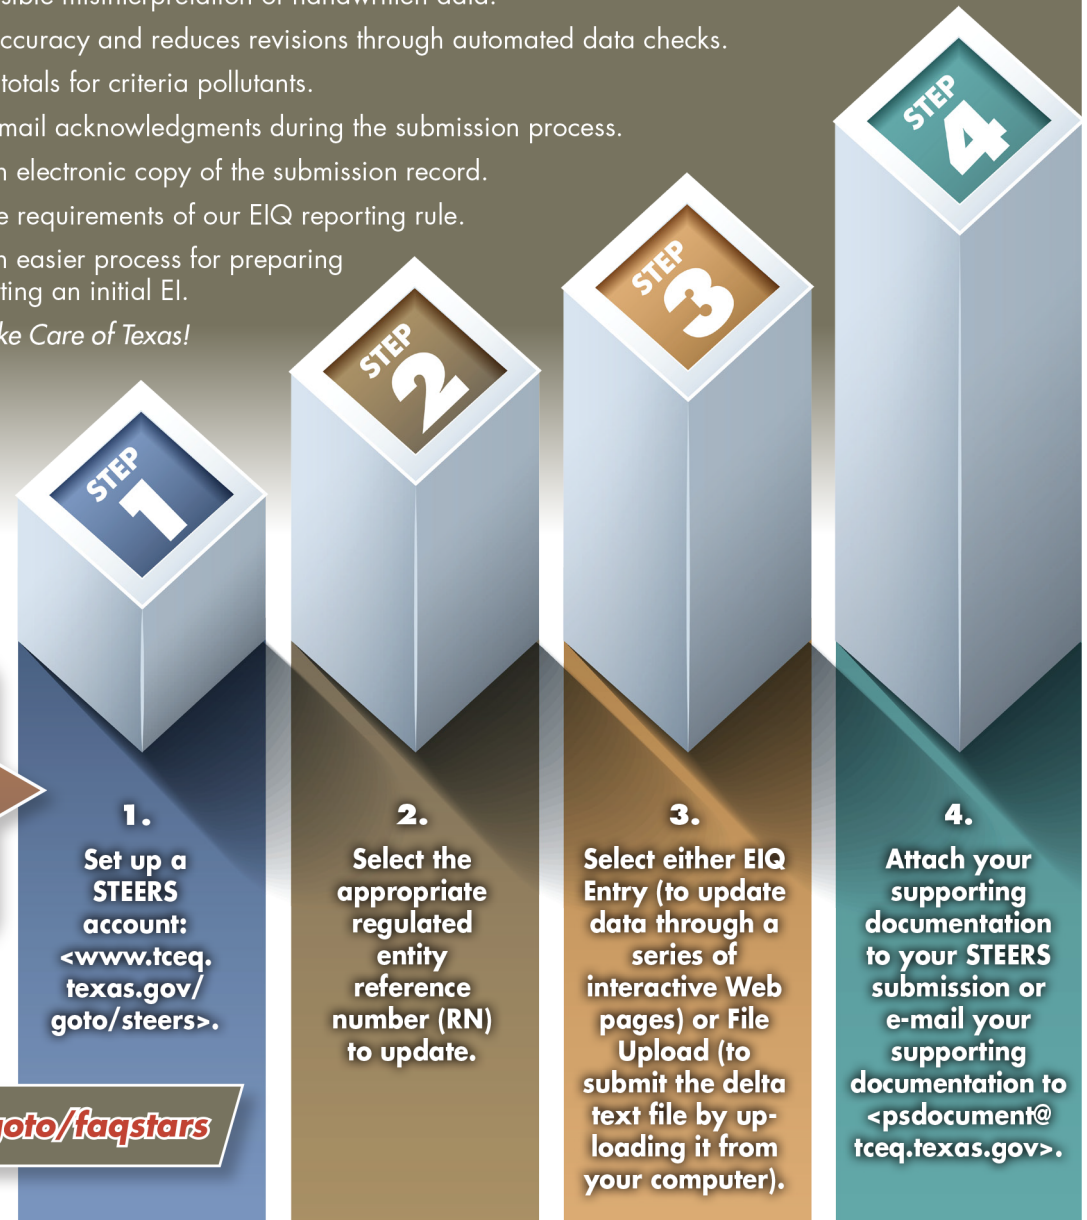 misinterpretation of handwritten data.
accuracy and reduces revisions through automated data checks.
totals for criteria pollutants.
mail acknowledgments during the submission process.
electronic copy of the submission record.
requirements of our EIQ reporting rule.
easier process for preparing
an initial EI.
Care of Texas!
STEP
1
STEP
2
STEP
3
STEP
4
1.
Set up a
STEERS
account:
<www.tceq.
texas.gov/
goto/steers>.
2.
Select the
appropriate
regulated
entity
reference
number (RN)
to update.
3.
Select either EIQ
Entry (to update
data through a
series of
interactive Web
pages) or File
Upload (to
submit the delta
text file by up-
loading it from
your computer).
4.
Attach your
supporting
documentation
to your STEERS
submission or
e-mail your
supporting
documentation to
<psdocument@
tceq.texas.gov>.
goto/faqstars